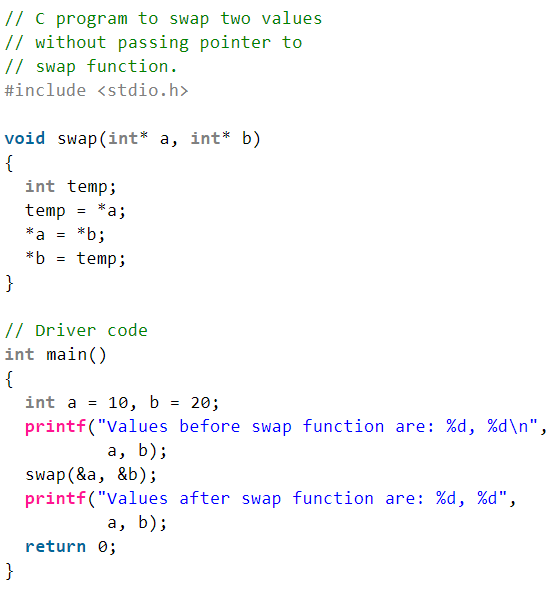 // C program to swap two values
// without passing pointer to
// swap function.
#include <stdio.h>

void swap(int* a, int* b)
{
  int temp;
  temp = *a;
  *a = *b;
  *b = temp;
}

// Driver code
int main()
{
  int a = 10, b = 20;
  printf("Values before swap function are: %d, %d\n",
          a, b);
  swap(&a, &b);
  printf("Values after swap function are: %d, %d",
          a, b);
  return 0;
}